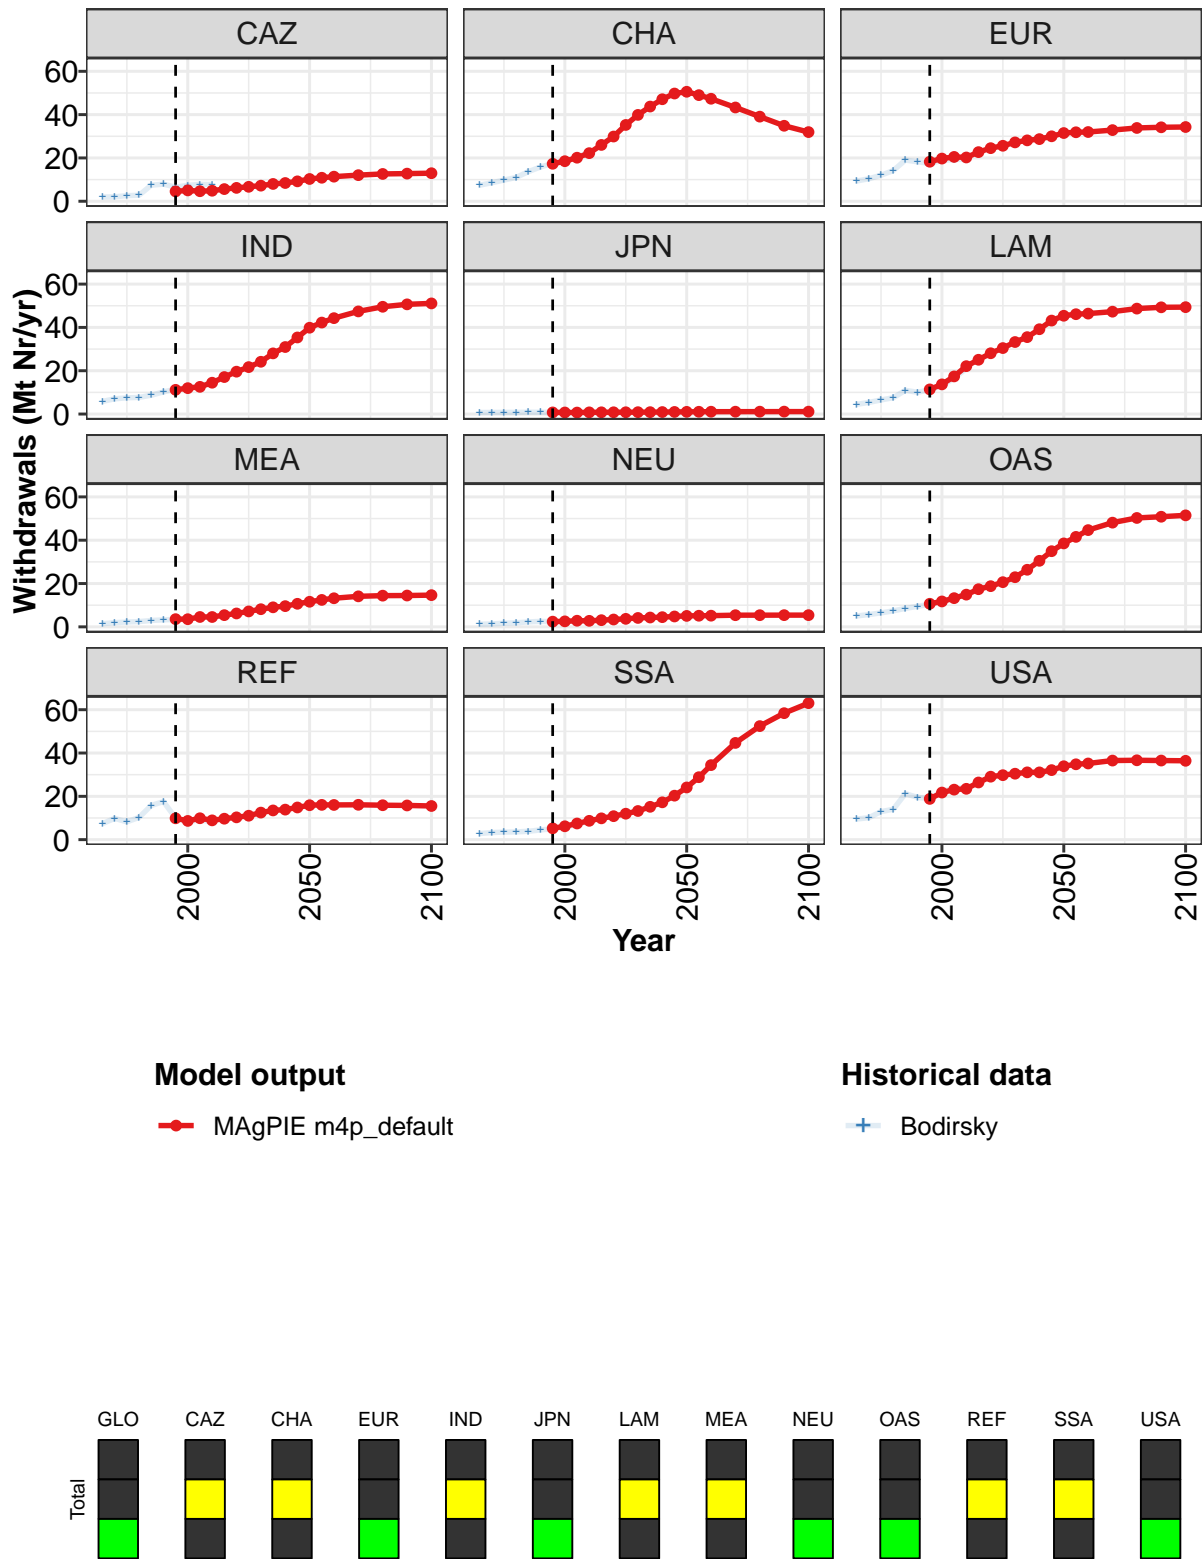 CAZ CHA EUR
60
40
20
0
IND JPN LAM
60
40
20
0
MEA NEU OAS
60
40
20
0
REF SSA USA
60
40
20
0
Withdrawals (Mt Nr/yr)
2000 2050 2100 2000 2050 2100 2000 2050 2100
Year
Model output Historical data
MAgPIE m4p_default Bodirsky
GLO CAZ CHA EUR IND JPN LAM MEA NEU OAS REF SSA USA
Total